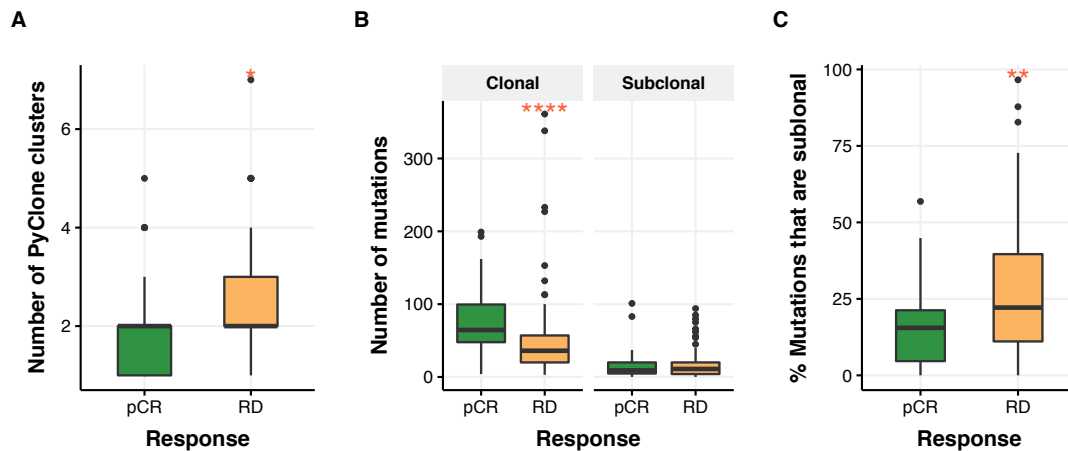 A
Number of PyClone clusters
*
6
4
2
pCR
RD
Response
B
Number of mutations
Clonal
Subclonal
****
300
200
100
0
pCR
RD
pCR
RD
Response
C
% Mutations that are sublonal
**
100
75
50
25
0
pCR
RD
Response